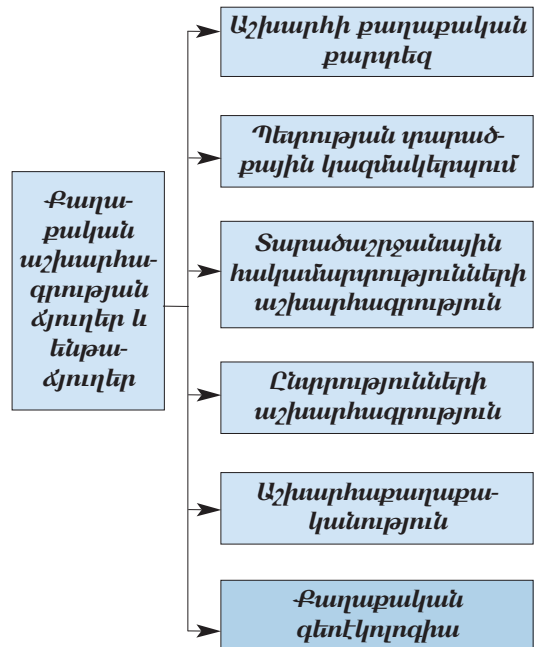 Աշխարհի քաղաքական
քարտեզ
Պետության տարած-
քային կազմակերպում
Քաղա-
քական
աշխարհա-
գրության
ճյուղեր և
ենթա-
ճյուղեր
Տարածաշրջանային
հակամարտությունների
աշխարհագրություն
Ընտրությունների
աշխարհագրություն
Աշխարհաքաղաքա-
կանություն
Քաղաքական
գեոէկոլոգիա